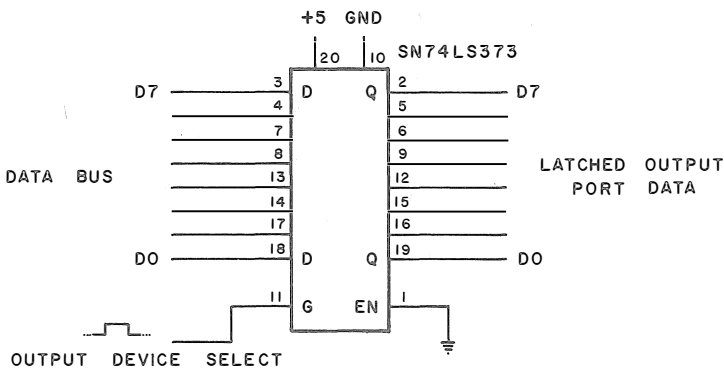 +5 GND
20 10 SN74LS373
D7 3 D Q 2 D7
4 5
7 6
8 9
DATA BUS 13 12 LATCHED OUTPUT
14 15 PORT DATA
17 16
D0 18 D Q 19 D0
11 G EN 1
OUTPUT DEVICE SELECT